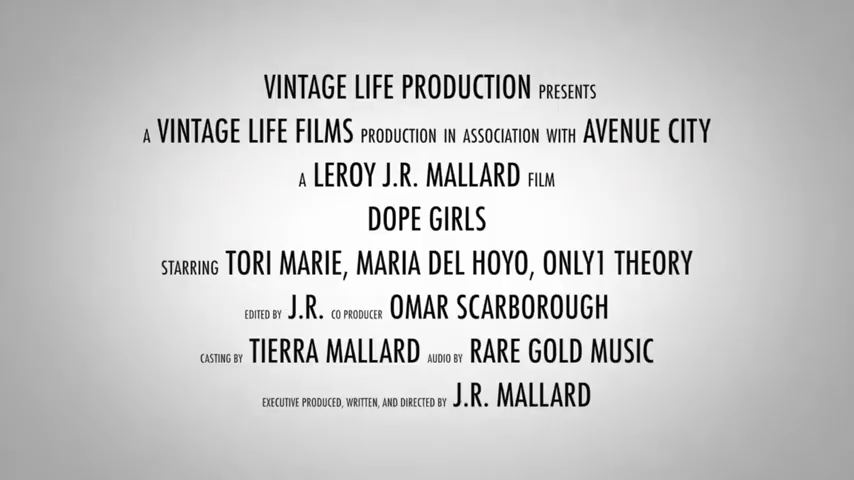 VINTAGE LIFE PRODUCTION PRESENTS
A VINTAGE LIFE FILMS PRODUCTION IN ASSOCIATION WITH AVENUE CITY
A LEROY J.R. MALLARD FILM
DOPE GIRLS
STARRING TORI MARIE, MARIA DEL HOYO, ONLY1 THEORY
EDITED BY J.R. CO PRODUCER OMAR SCARBOROUGH
CASTING BY TIERRA MALLARD AUDIO BY RARE GOLD MUSIC
EXECUTIVE PRODUCED, WRITTEN, AND DIRECTED BY J.R. MALLARD